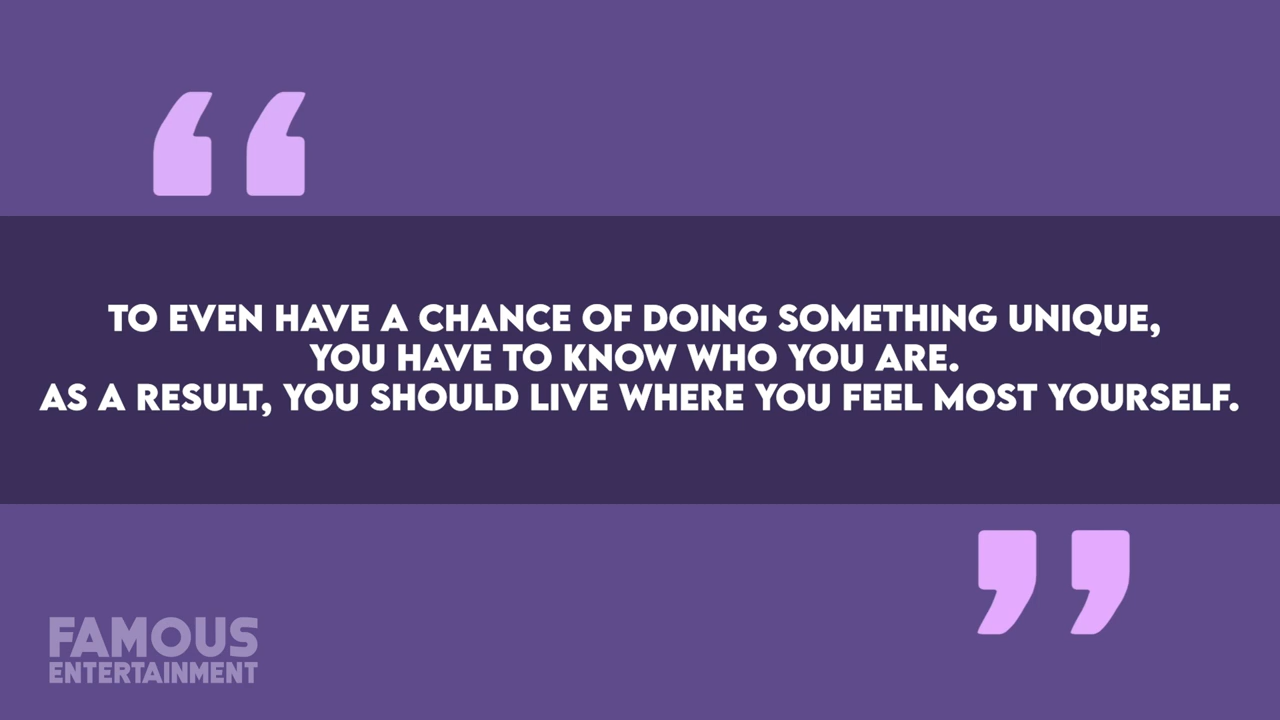 “
TO EVEN HAVE A CHANCE OF DOING SOMETHING UNIQUE,
YOU HAVE TO KNOW WHO YOU ARE.
AS A RESULT, YOU SHOULD LIVE WHERE YOU FEEL MOST YOURSELF.
”
FAMOUS
ENTERTAINMENT